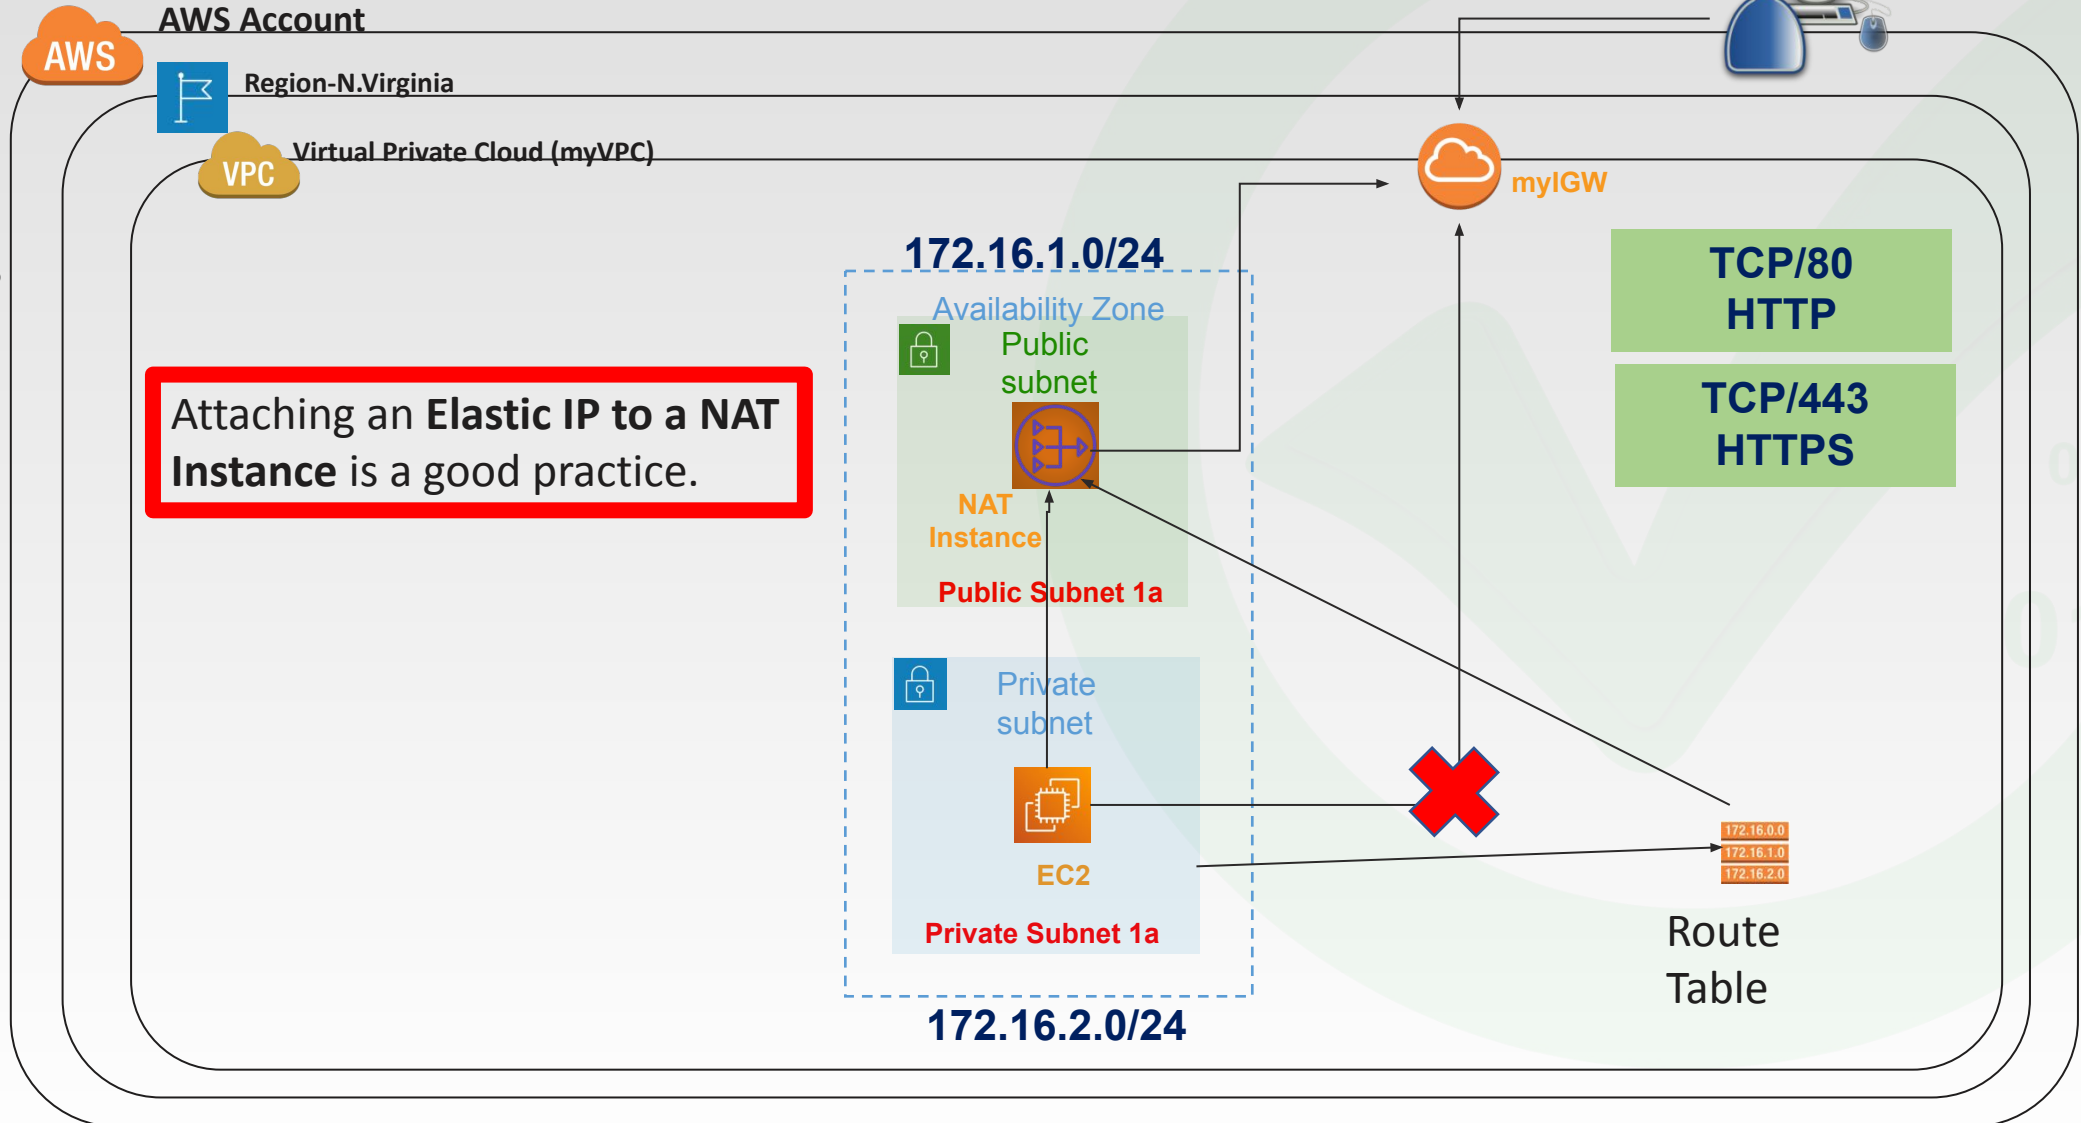 AWS Account
AWS
Region-N.Virginia
Virtual Private Cloud (myVPC)
VPC
myIGW
172.16.1.0/24
Availability Zone
Public
subnet
TCP/80
HTTP
TCP/443
HTTPS
Attaching an Elastic IP to a NAT
Instance is a good practice.
NAT
Instance
Public Subnet 1a
Private
subnet
EC2
Private Subnet 1a
172.16.0.0
172.16.1.0
172.16.2.0
Route
Table
172.16.2.0/24